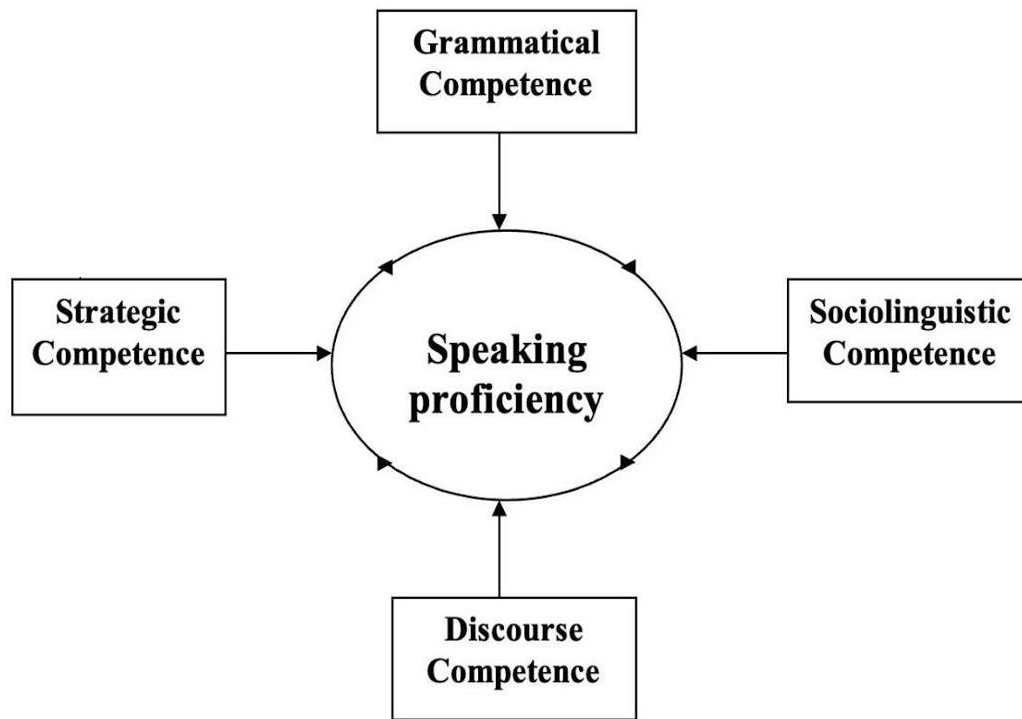 Grammatical
Competence
Strategic
Competence
Speaking
proficiency
Sociolinguistic
Competence
Discourse
Competence